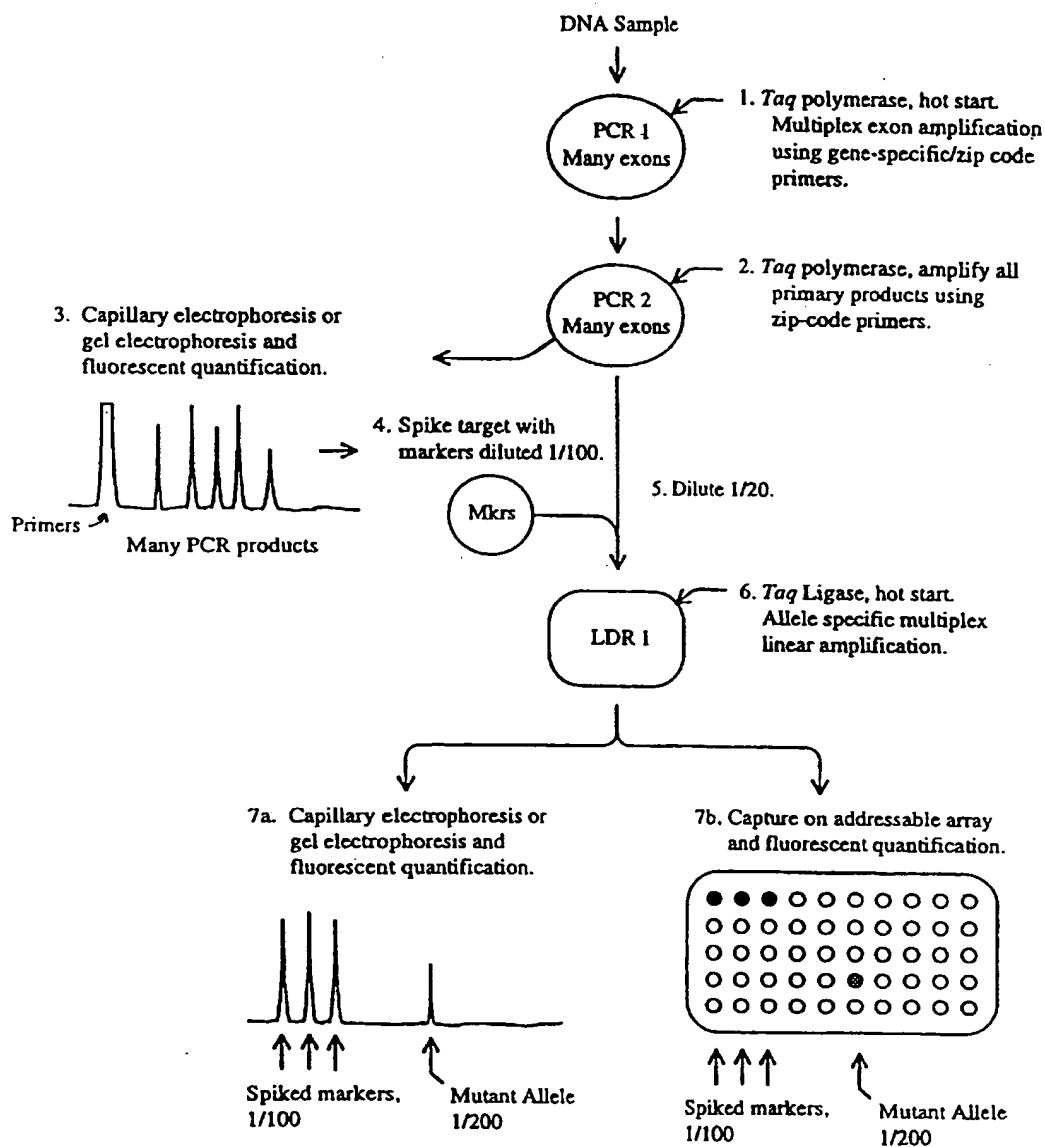 DNA Sample
PCR 1
Many exons
1. Taq polymerase, hot start.
Multiplex exon amplification
using gene-specific/zip code
primers.
PCR 2
Many exons
2. Taq polymerase, amplify all
primary products using
zip-code primers.
3. Capillary electrophoresis or
gel electrophoresis and
fluorescent quantification.
Primers
Many PCR products
4. Spike target with
markers diluted 1/100.
Mkrs
5. Dilute 1/20.
LDR 1
6. Taq Ligase, hot start.
Allele specific multiplex
linear amplification.
7a. Capillary electrophoresis or
gel electrophoresis and
fluorescent quantification.
Spiked markers,
1/100
Mutant Allele
1/200
7b. Capture on addressable array
and fluorescent quantification.
Spiked markers,
1/100
Mutant Allele
1/200